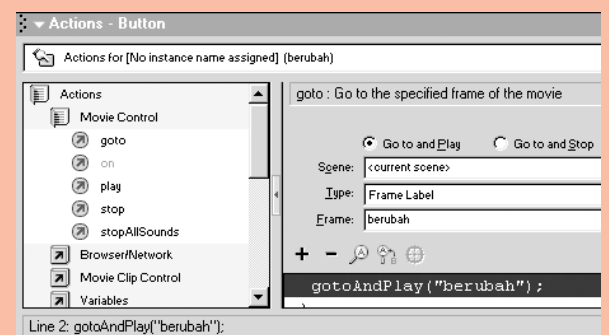 Actions - Button
Actions for [No instance name assigned] (berubah)
Actions
Movie Control
goto
on
play
stop
stopAllSounds
Browser/Network
Movie Clip Control
Variables
goto : Go to the specified frame of the movie
Go to and Play Go to and Stop
Scene: <current scene>
Type: Frame Label
Frame: berubah
gotoAndPlay("berubah");
Line 2: gotoAndPlay("berubah");